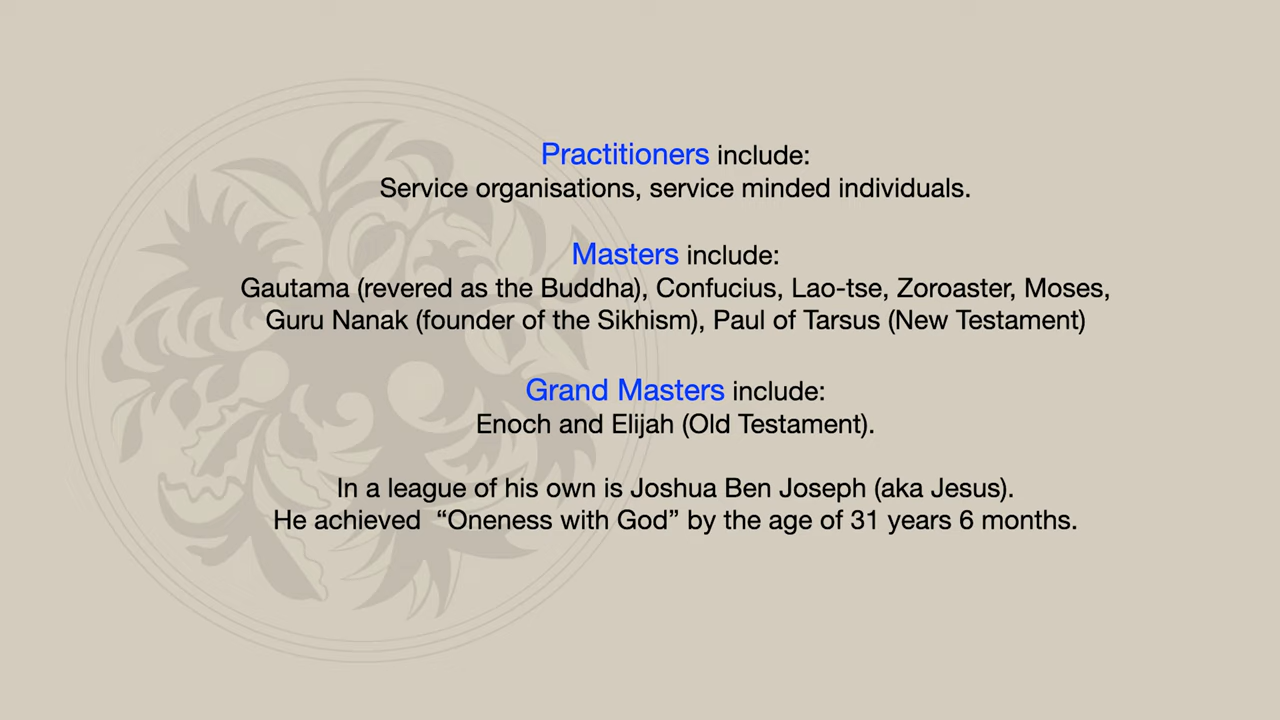 Practitioners include:
Service organisations, service minded individuals.
Masters include:
Gautama (revered as the Buddha), Confucius, Lao-tse, Zoroaster, Moses,
Guru Nanak (founder of the Sikhism), Paul of Tarsus (New Testament)
Grand Masters include:
Enoch and Elijah (Old Testament).
In a league of his own is Joshua Ben Joseph (aka Jesus).
He achieved “Oneness with God” by the age of 31 years 6 months.